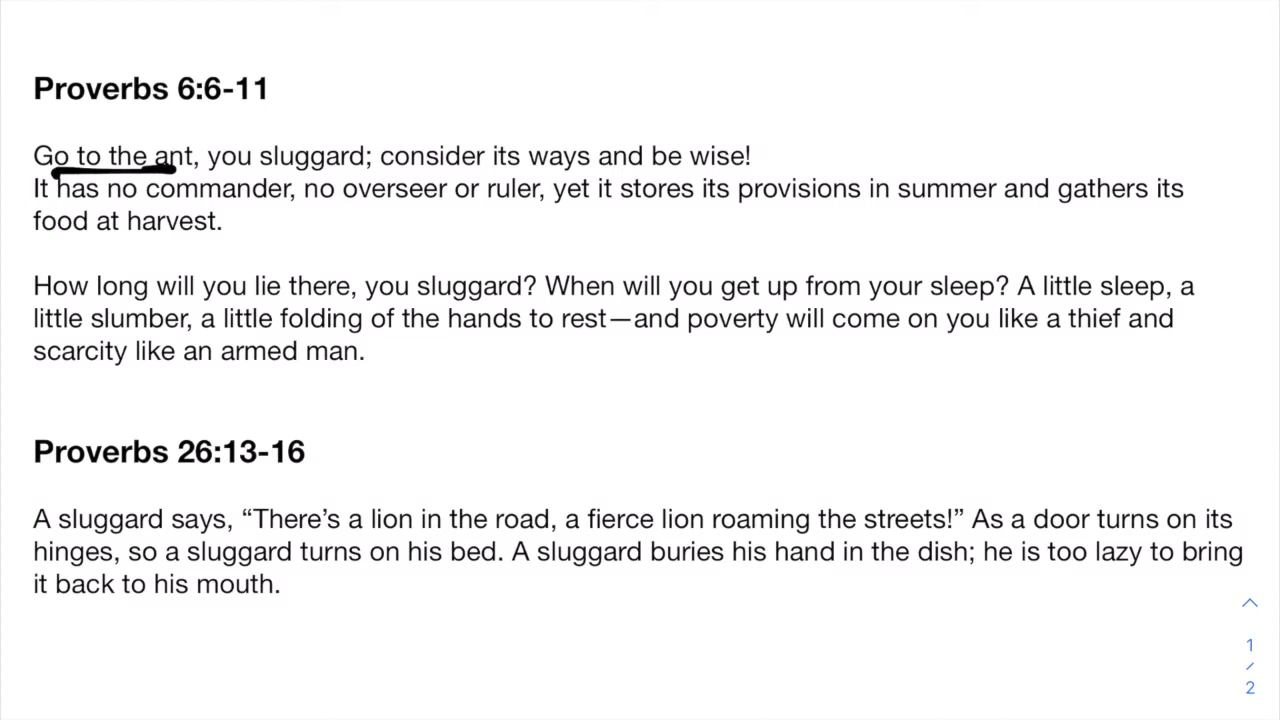 Proverbs 6:6-11
Go to the ant, you sluggard; consider its ways and be wise!
It has no commander, no overseer or ruler, yet it stores its provisions in summer and gathers its
food at harvest.
How long will you lie there, you sluggard? When will you get up from your sleep? A little sleep, a
little slumber, a little folding of the hands to rest—and poverty will come on you like a thief and
scarcity like an armed man.
Proverbs 26:13-16
A sluggard says, “There’s a lion in the road, a fierce lion roaming the streets!” As a door turns on its
hinges, so a sluggard turns on his bed. A sluggard buries his hand in the dish; he is too lazy to bring
it back to his mouth.
1
/
2